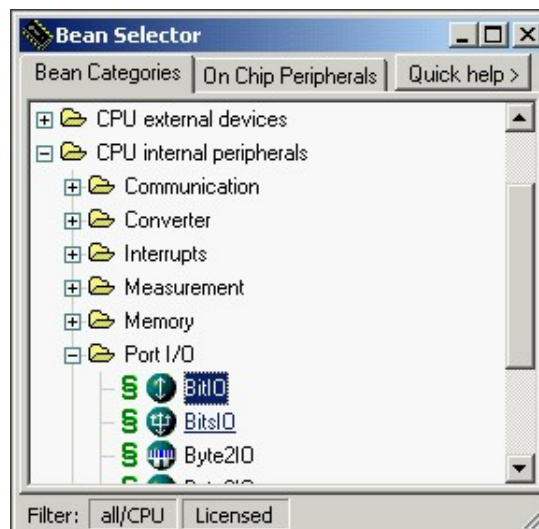 Bean Selector
Bean Categories On Chip Peripherals Quick help >
CPU external devices
CPU internal peripherals
Communication
Converter
Interrupts
Measurement
Memory
Port I/O
BitIO
BitsIO
Byte2IO
Filter: all/CPU Licensed